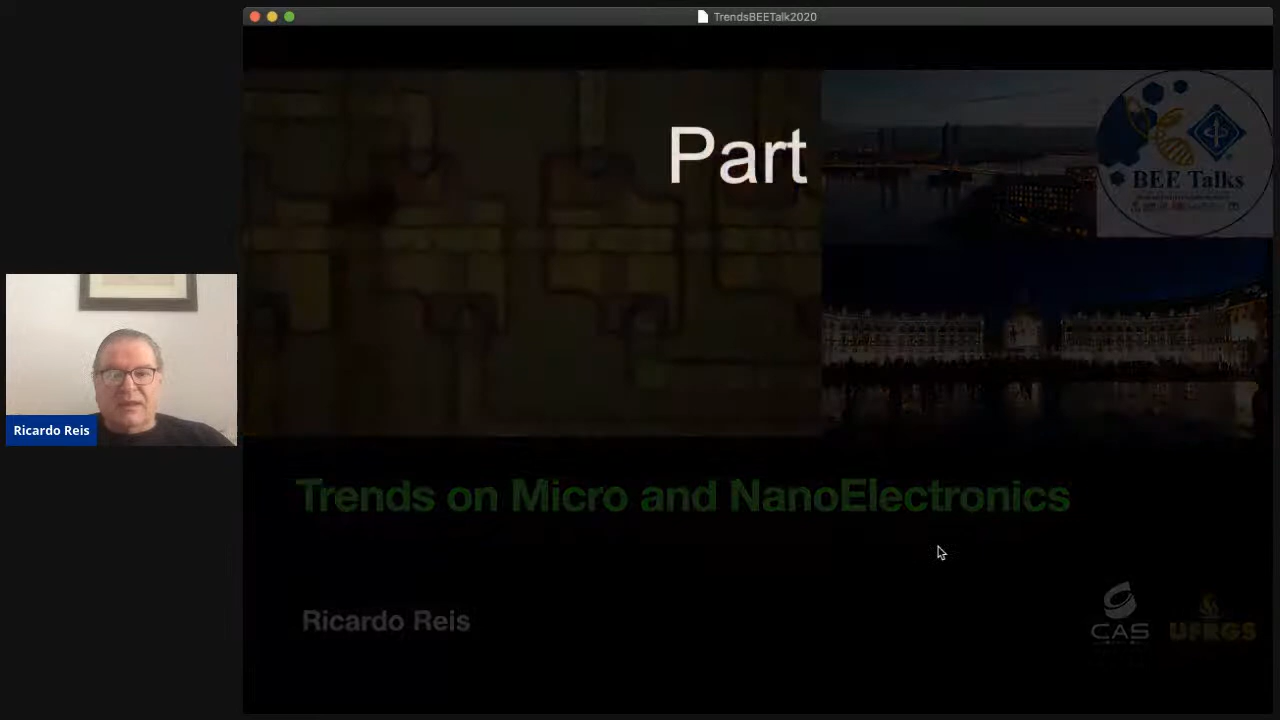 TrendsBEETalk2020
Part
BEE Talks
Ricardo Reis
Trends on Micro and NanoElectronics
Ricardo Reis
CAS
UFRGS